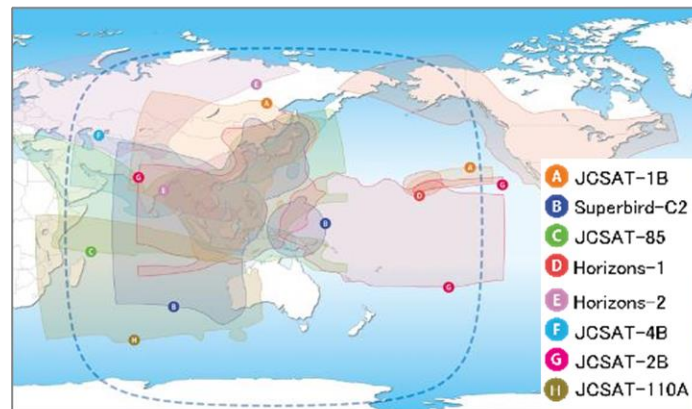 E
A
F
G
E
A
G
D
B
C
G
B
H
A JCSAT-1B
B Superbird-C2
C JCSAT-85
D Horizons-1
E Horizons-2
F JCSAT-4B
G JCSAT-2B
H JCSAT-110A